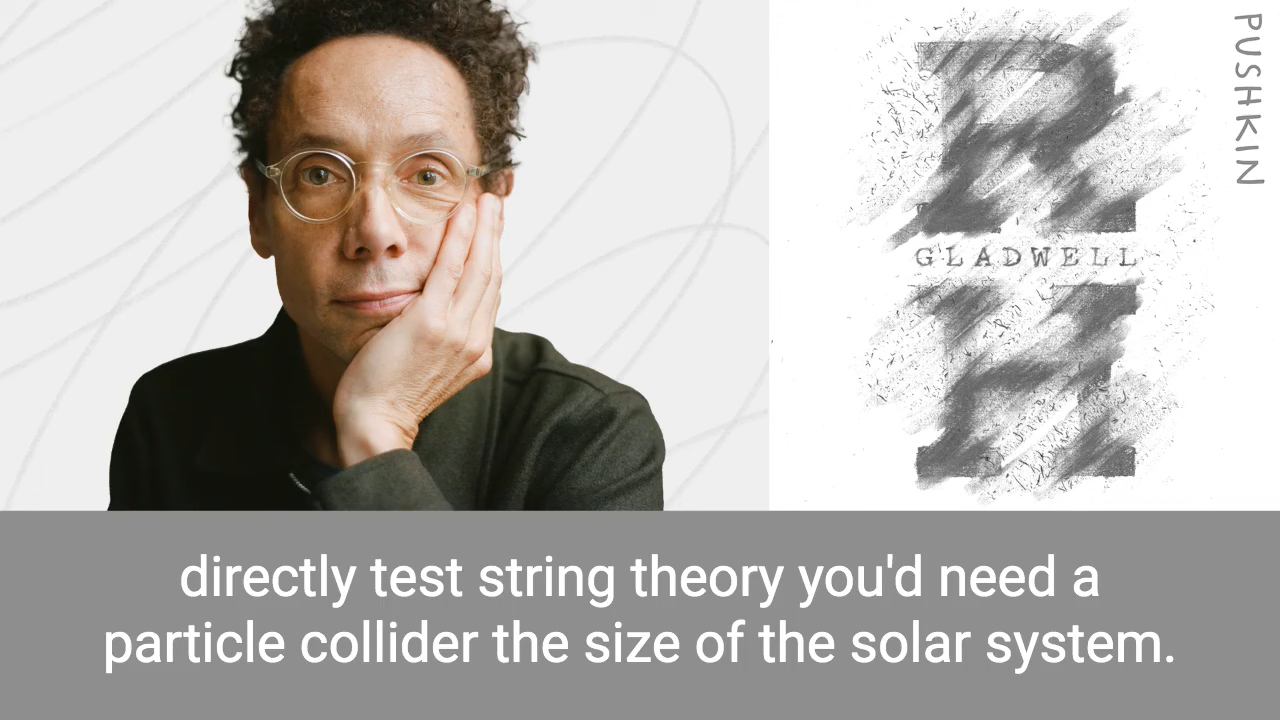 PUSHKIN
R
GLADWELL
H
directly test string theory you'd need a
particle collider the size of the solar system.